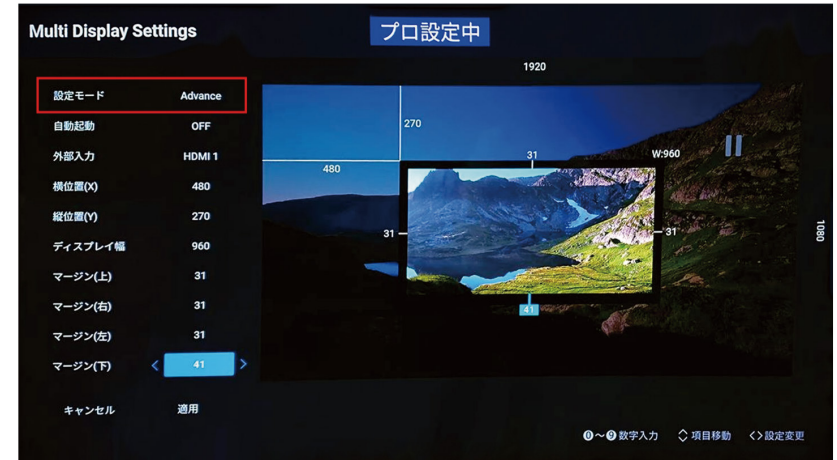 Multi Display Settings
プロ設定中
1920
設定モード Advance
自動起動 OFF
外部入力 HDMI 1
横位置(X) 480
縦位置(Y) 270
ディスプレイ幅 960
マージン(上) 31
マージン(右) 31
マージン(左) 31
マージン(下) < 41 >
キャンセル 適用
270
480
31
W:960
31
31
41
1080
0～9 数字入力 項目移動 <>設定変更